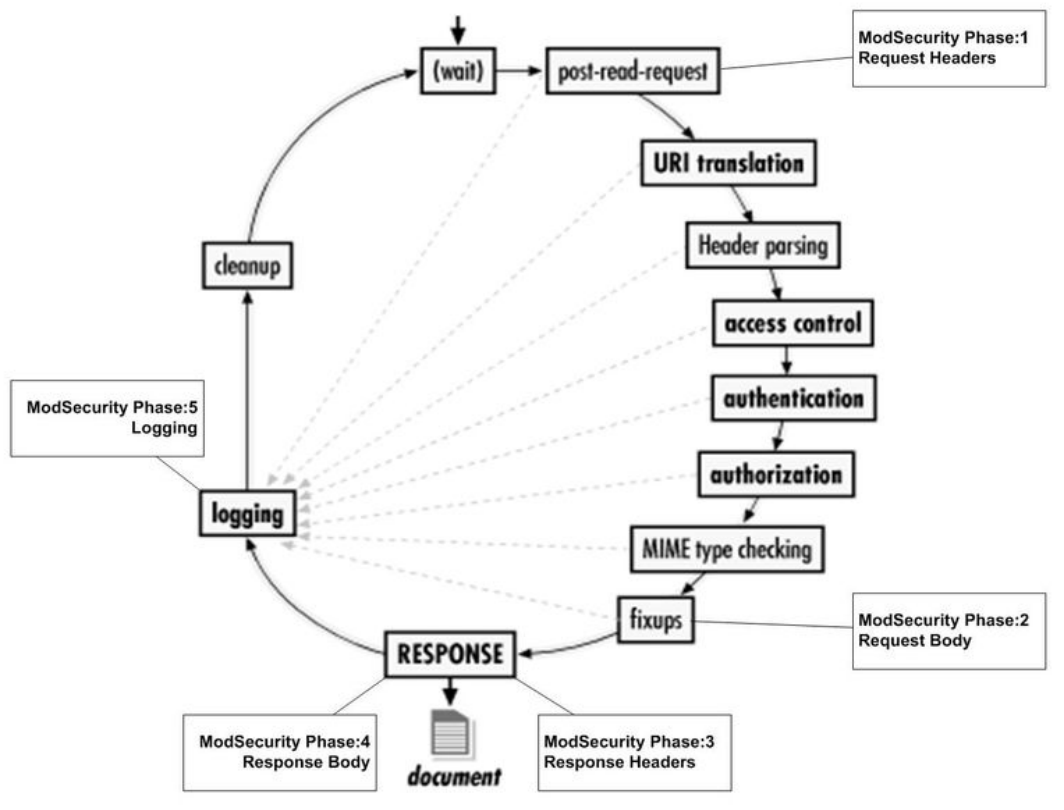 ModSecurity Phase:1
Request Headers
(wait)
post-read-request
URI translation
Header parsing
cleanup
access control
ModSecurity Phase:5
Logging
authentication
authorization
logging
MIME type checking
fixups
ModSecurity Phase:2
Request Body
RESPONSE
ModSecurity Phase:4
Response Body
ModSecurity Phase:3
Response Headers
document